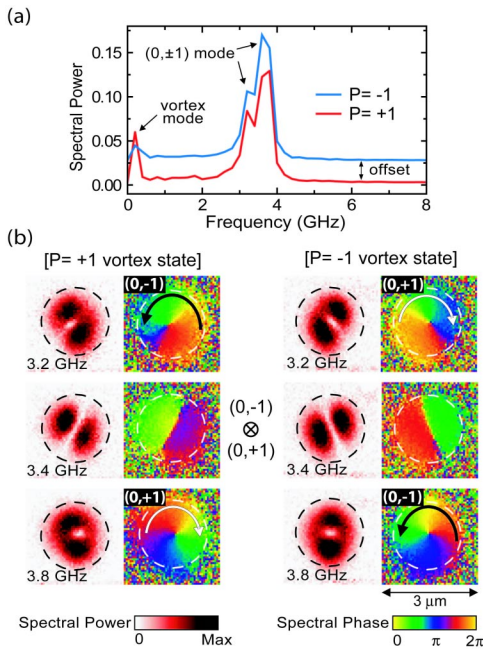 (a)
0.15
0.10
0.05
0.00
Spectral Power
(0,±1) mode
vortex
mode
P= -1
P= +1
offset
0 2 4 6 8
Frequency (GHz)
(b)
[P= +1 vortex state] [P= -1 vortex state]
(0,-1) (0,+1)
3.2 GHz 3.2 GHz
(0,-1)
⊗
(0,+1)
3.4 GHz 3.4 GHz
(0,+1) (0,-1)
3.8 GHz 3.8 GHz
3 μm
Spectral Power Spectral Phase
0 Max 0 π 2π